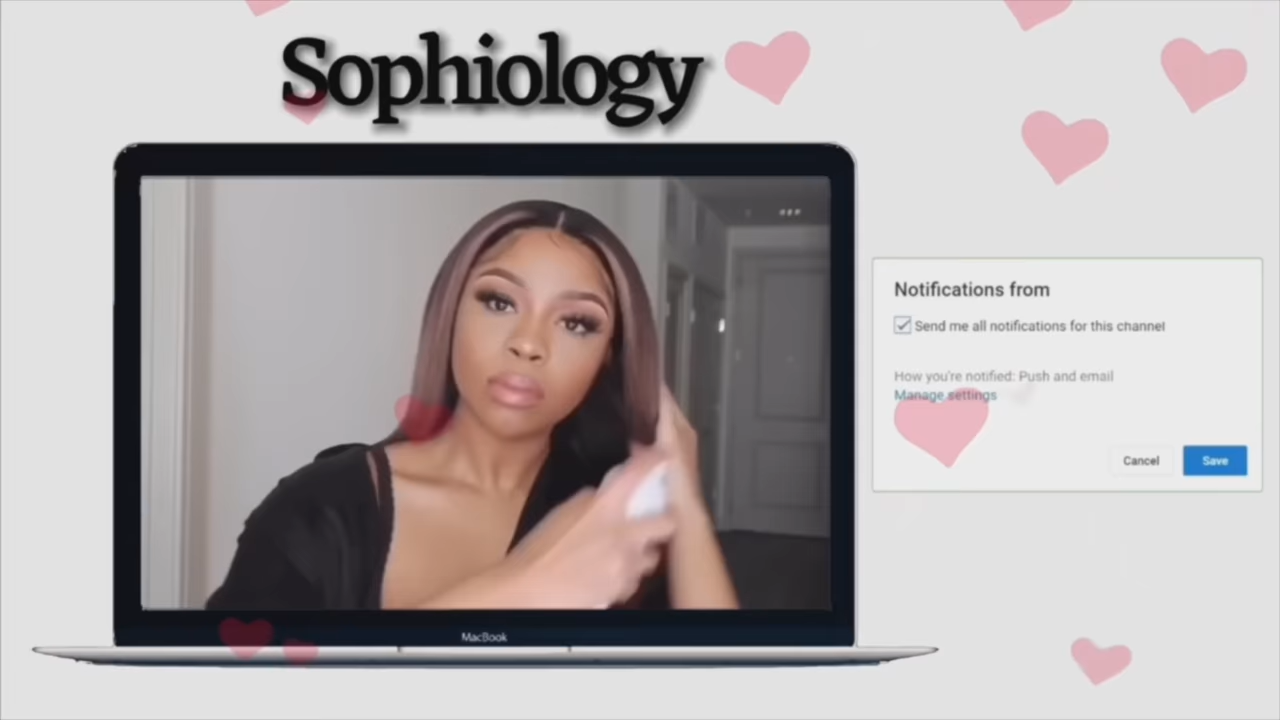 Sophiology
MacBook
Notifications from
Send me all notifications for this channel
How you're notified: Push and email
Manage settings
Cancel
Save